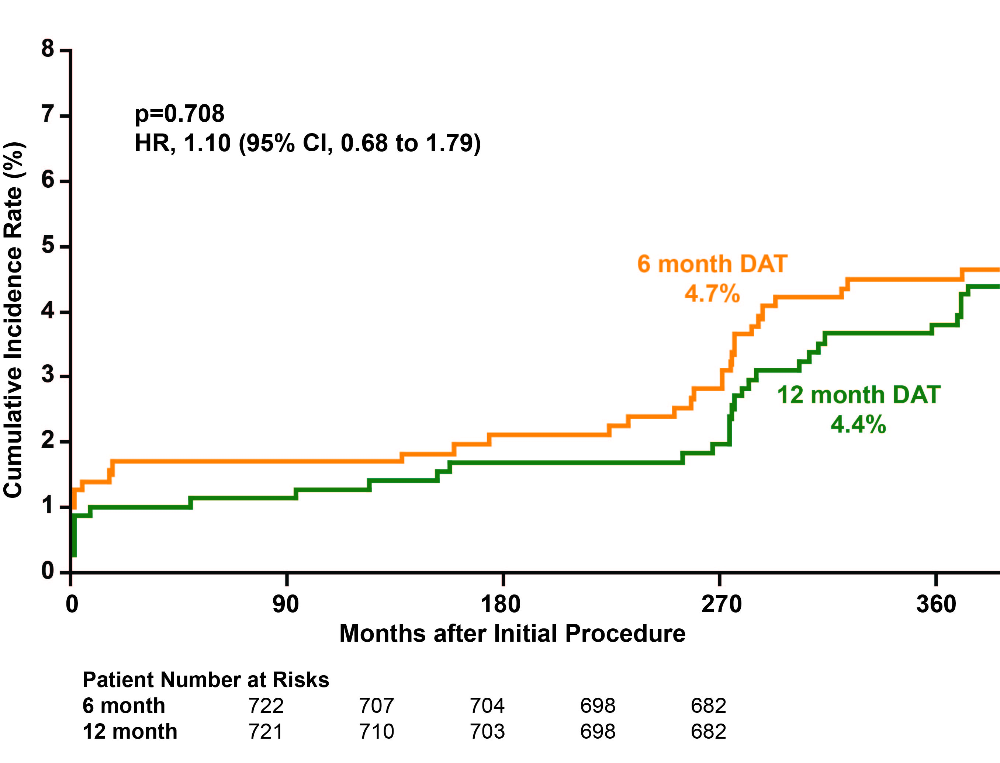 8
7
6
5
4
3
2
1
0
Cumulative Incidence Rate (%)
p=0.708
HR, 1.10 (95% CI, 0.68 to 1.79)
6 month DAT
4.7%
12 month DAT
4.4%
0 90 180 270 360
Months after Initial Procedure
Patient Number at Risks
6 month 722 707 704 698 682
12 month 721 710 703 698 682